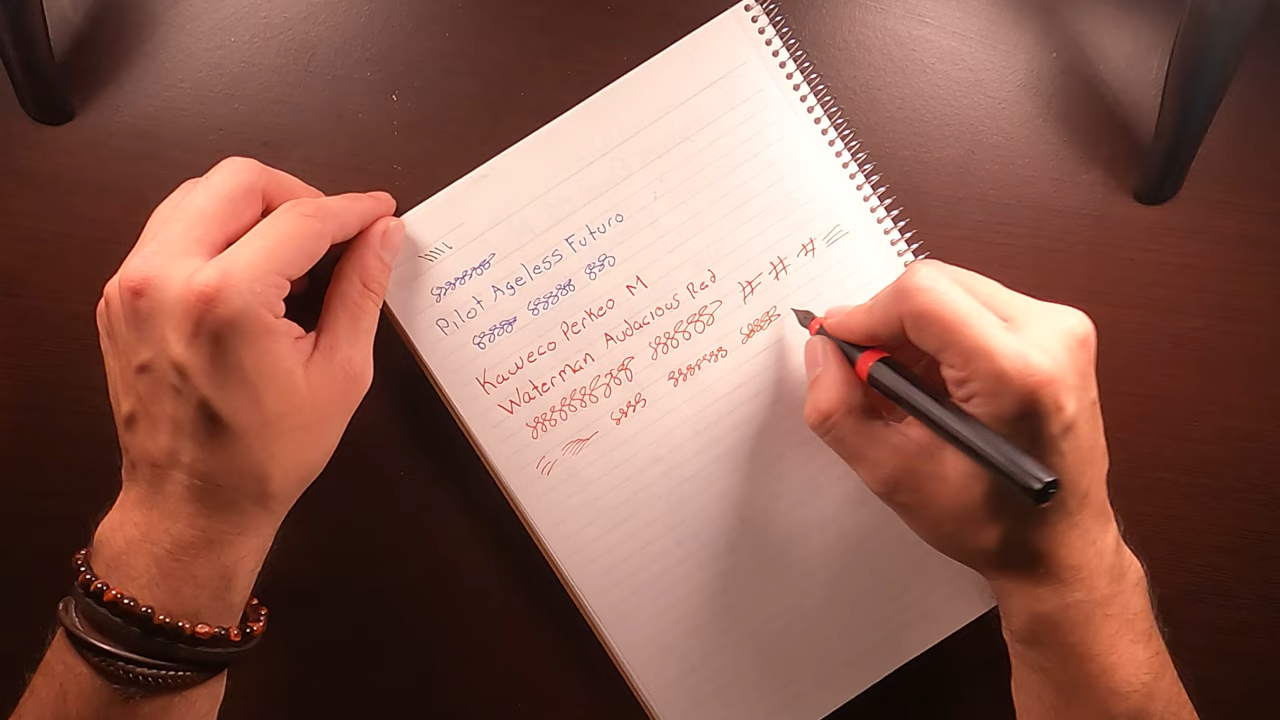 Pilot Ageless Futuro
Kaweco Perkeo M
Waterman Audacious Red
# # #